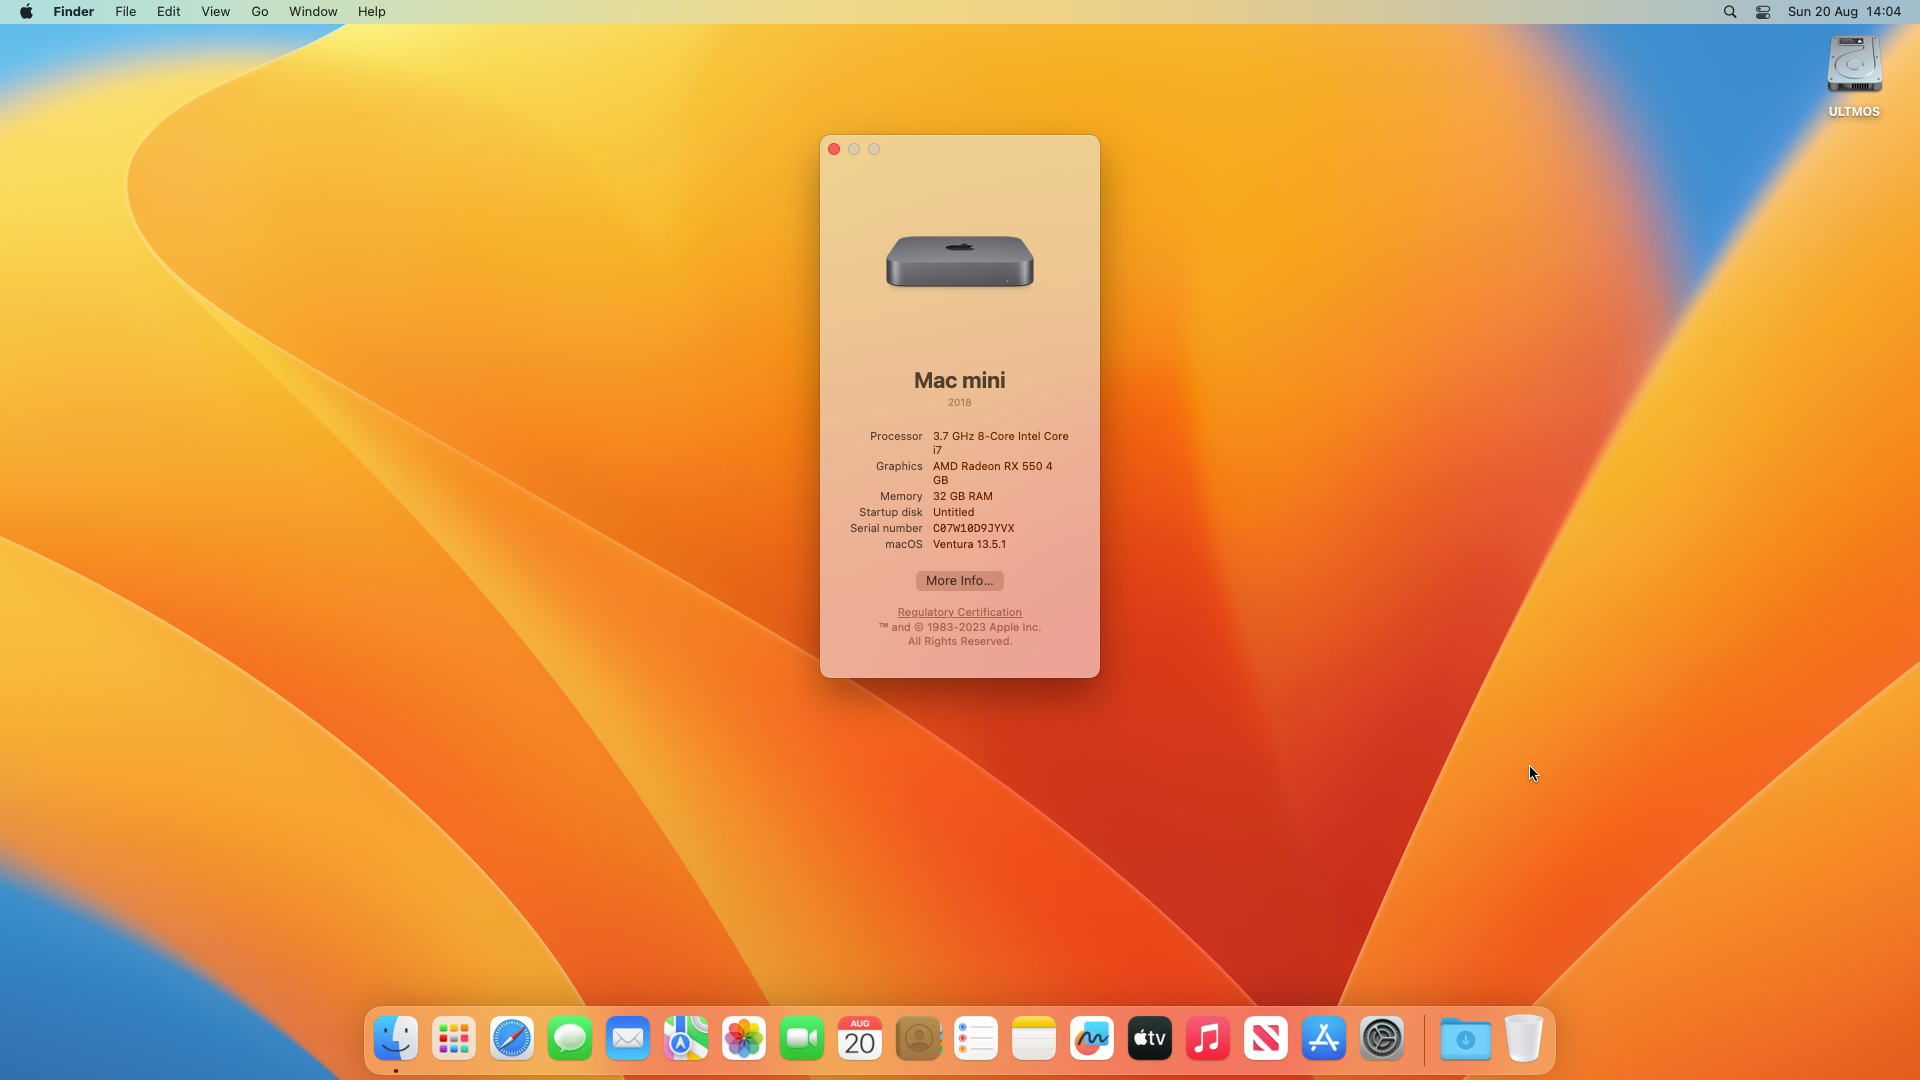 Finder File Edit View Go Window Help
Sun 20 Aug 14:04
ULTMOS
Mac mini
2018
Processor 3.7 GHz 8-Core Intel Core
i7
Graphics AMD Radeon RX 550 4
GB
Memory 32 GB RAM
Startup disk Untitled
Serial number C07W10D9JYVX
macOS Ventura 13.5.1
More Info...
Regulatory Certification
™ and © 1983-2023 Apple Inc.
All Rights Reserved.
AUG
20
tv